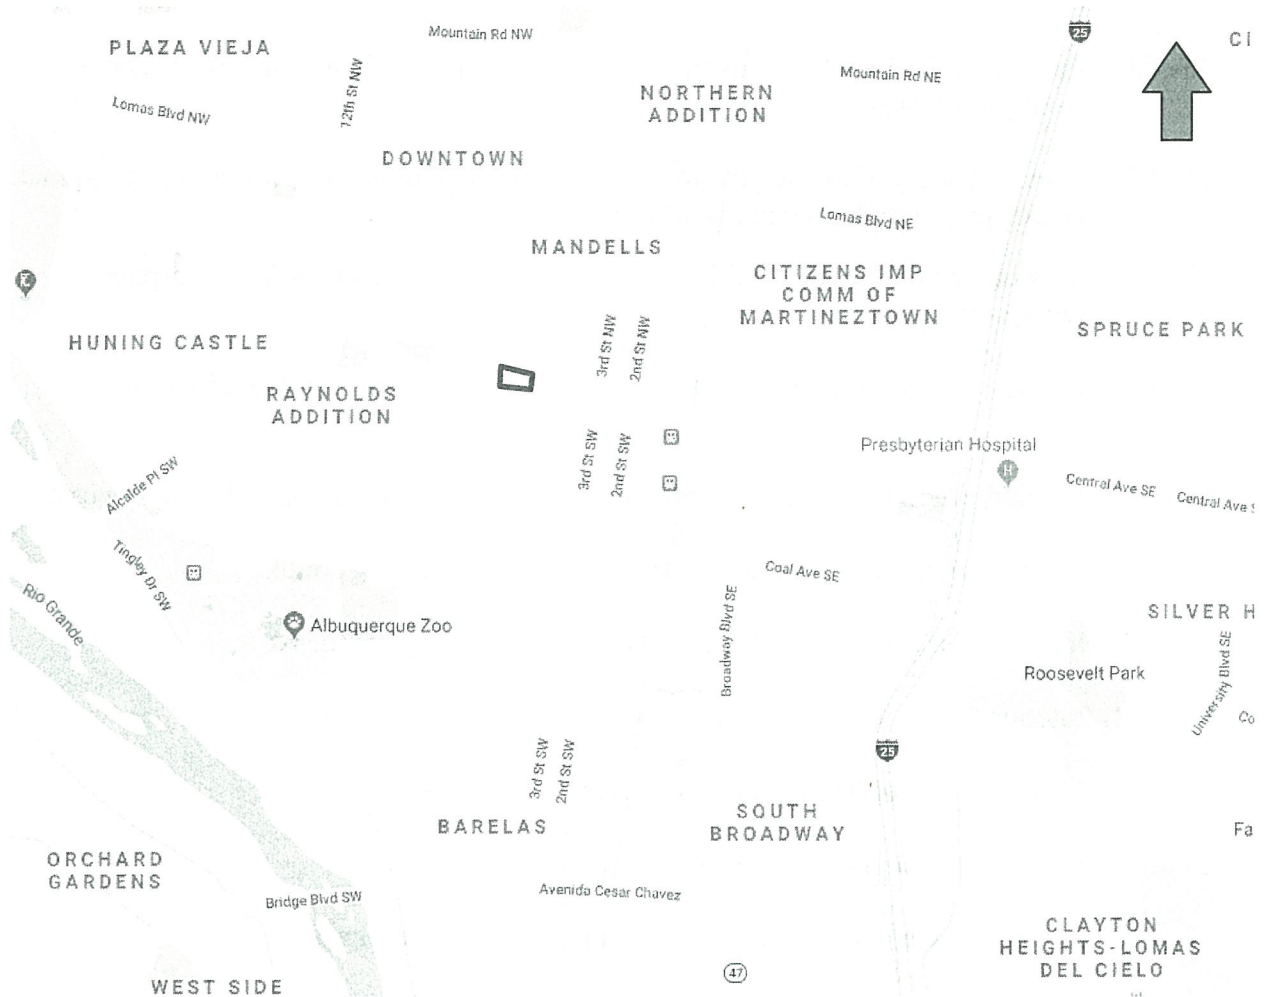 PLAZA VIEJA
Mountain Rd NW
25
CI
Lomas Blvd NW
12th St NW
NORTHERN
ADDITION
Mountain Rd NE
DOWNTOWN
Lomas Blvd NE
MANDELLS
CITIZENS IMP
COMM OF
MARTINEZTOWN
SPRUCE PARK
HUNING CASTLE
3rd St NW
2nd St NW
RAYNOLDS
ADDITION
Presbyterian Hospital
H
3rd St SW
2nd St SW
Alcalde Pl SW
Central Ave SE
Central Ave S
Tingley Dr SW
Coal Ave SE
Rio Grande
Albuquerque Zoo
Broadway Blvd SE
SILVER H
Roosevelt Park
University Blvd SE
Co
25
3rd St SW
2nd St SW
BARELAS
SOUTH
BROADWAY
Fa
ORCHARD
GARDENS
Bridge Blvd SW
Avenida Cesar Chavez
CLAYTON
HEIGHTS-LOMAS
DEL CIELO
47
WEST SIDE